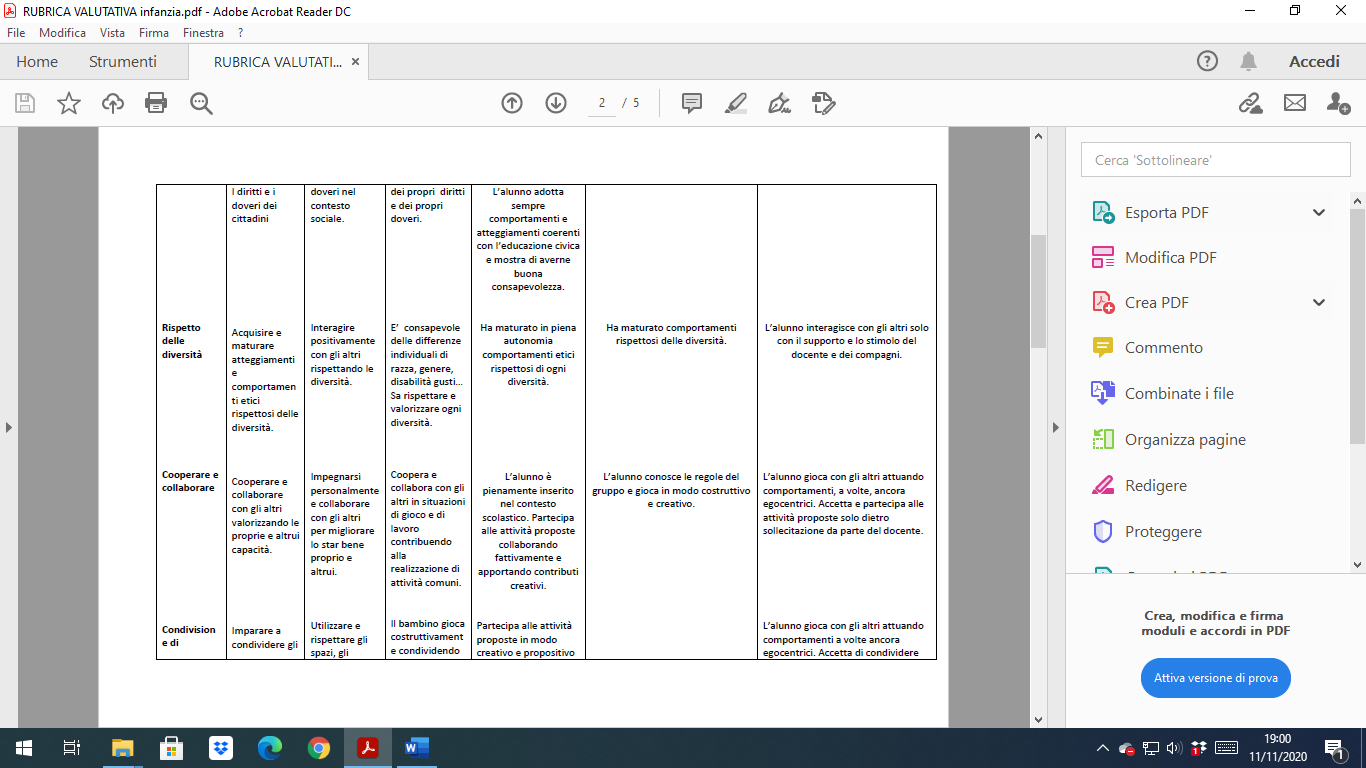 RUBRICA VALUTATIVA infanzia.pdf - Adobe Acrobat Reader DC
File Modifica Vista Firma Finestra ?
Home Strumenti RUBRICA VALUTATI... × Accedi
2 / 5
I diritti e i
doveri dei
cittadini
doveri nel
contesto
sociale.
dei propri diritti
e dei propri
doveri.
L'alunno adotta
sempre
comportamenti e
atteggiamenti coerenti
con l'educazione civica
e mostra di averne
buona
consapevolezza.
Rispetto
delle
diversità
Acquisire e
maturare
atteggiamenti
e
comportamen
ti etici
rispettosi delle
diversità.
Interagire
positivamente
con gli altri
rispettando le
diversità.
E' consapevole
delle differenze
individuali di
razza, genere,
disabilità gusti...
Sa rispettare e
valorizzare ogni
diversità.
Ha maturato in piena
autonomia
comportamenti etici
rispettosi di ogni
diversità.
Ha maturato comportamenti
rispettosi delle diversità.
L'alunno interagisce con gli altri solo
con il supporto e lo stimolo del
docente e dei compagni.
Cooperare e
collaborare
Cooperare e
collaborare
con gli altri
valorizzando le
proprie e altrui
capacità.
Impegnarsi
personalmente
e collaborare
con gli altri
per migliorare
lo star bene
proprio e
altrui.
Coopera e
collabora con gli
altri in situazioni
di gioco e di
lavoro
contribuendo
alla
realizzazione di
attività comuni.
L'alunno è
pienamente inserito
nel contesto
scolastico. Partecipa
alle attività proposte
collaborando
fattivamente e
apportando contributi
creativi.
L'alunno conosce le regole del
gruppo e gioca in modo costruttivo
e creativo.
L'alunno gioca con gli altri attuando
comportamenti, a volte, ancora
egocentrici. Accetta e partecipa alle
attività proposte solo dietro
sollecitazione da parte del docente.
Condivision
e di
Imparare a
condividere gli
Utilizzare e
rispettare gli
spazi, gli
Il bambino gioca
costruttivament
e condividendo
Partecipa alle attività
proposte in modo
creativo e propositivo
L'alunno gioca con gli altri attuando
comportamenti a volte ancora
egocentrici. Accetta di condividere
Cerca 'Sottolineare'
Esporta PDF
Modifica PDF
Crea PDF
Commento
Combinate i file
Organizza pagine
Redigere
Proteggere
Crea, modifica e firma
moduli e accordi in PDF
Attiva versione di prova
19:00
11/11/2020
1
1